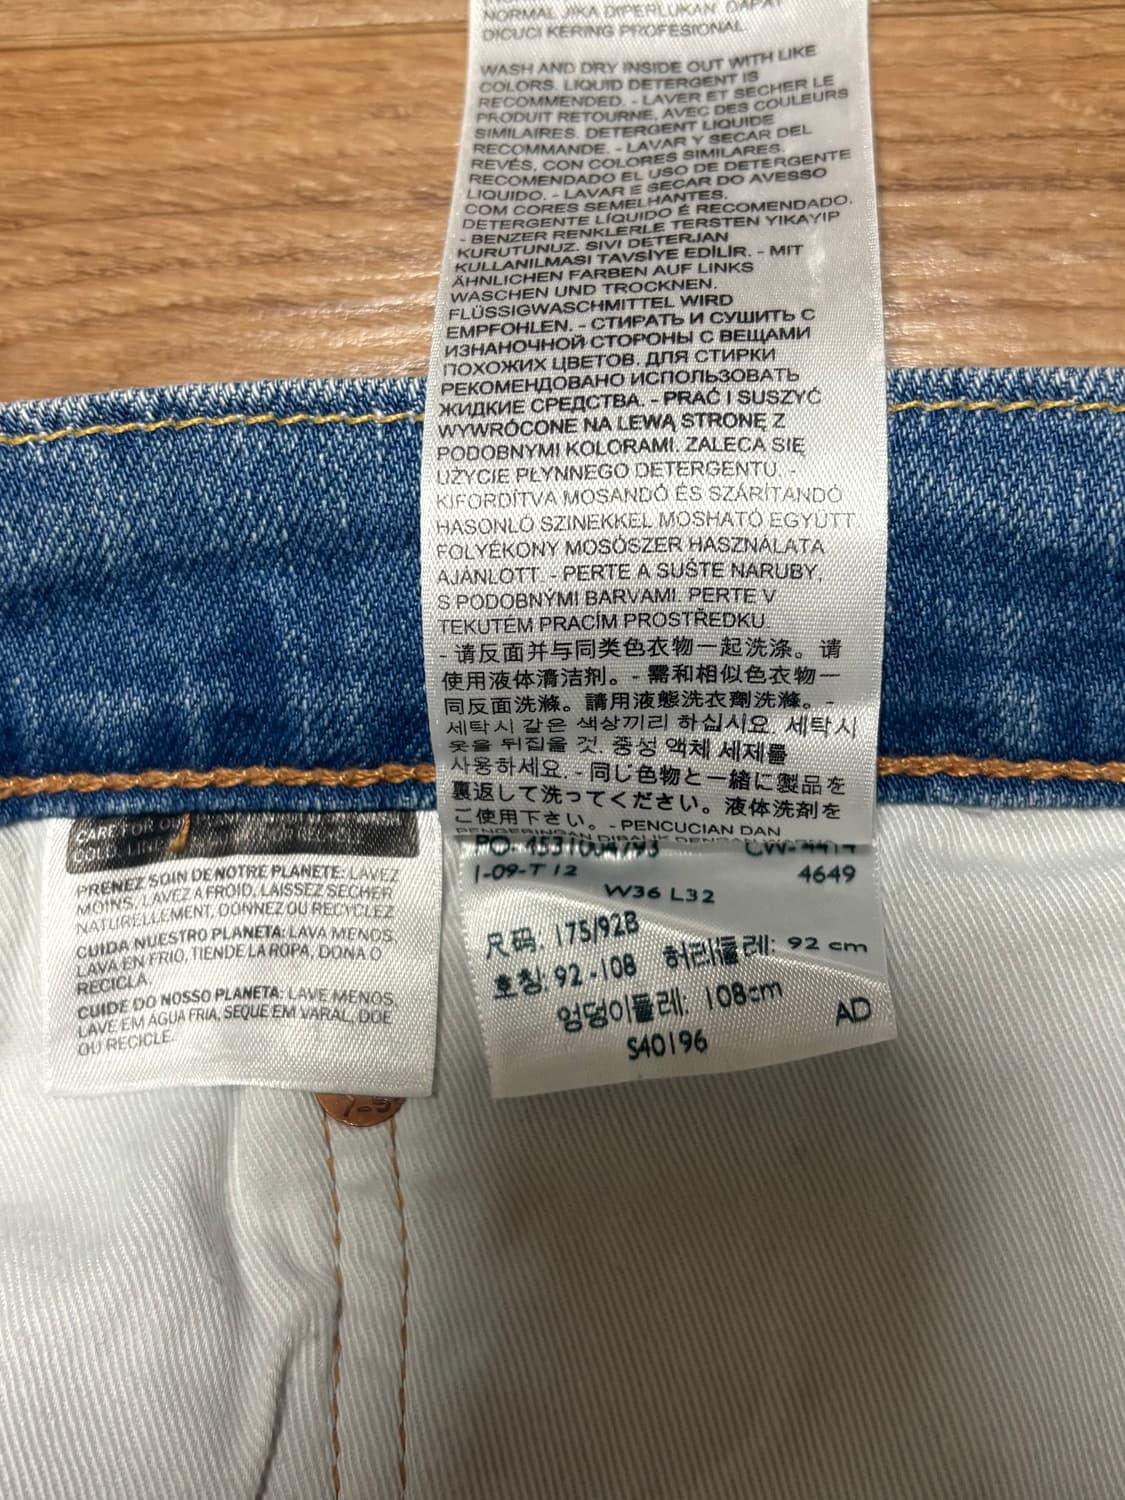 NORMAL JIKA DIPERLUKAN. DAPAT
DICUCI KERING PROFESIONAL.
WASH AND DRY INSIDE OUT WITH LIKE
COLORS. LIQUID DETERGENT IS
RECOMMENDED. - LAVER ET SECHER LE
PRODUIT RETOURNE, AVEC DES COULEURS
SIMILAIRES. DETERGENT LIQUIDE
RECOMMANDE. - LAVAR Y SECAR DEL
REVÉS, CON COLORES SIMILARES.
RECOMENDADO EL USO DE DETERGENTE
LIQUIDO. - LAVAR E SECAR DO AVESSO
COM CORES SEMELHANTES.
DETERGENTE LÍQUIDO É RECOMENDADO.
- BENZER RENKLERLE TERSTEN YIKAYIP
KURUTUNUZ. SIVI DETERJAN
KULLANILMASI TAVSİYE EDİLİR. - MIT
ÄHNLICHEN FARBEN AUF LINKS
WASCHEN UND TROCKNEN.
FLÜSSIGWASCHMITTEL WIRD
EMPFOHLEN. - СТИРАТЬ И СУШИТЬ С
ИЗНАНОЧНОЙ СТОРОНЫ С ВЕЩАМИ
ПОХОЖИХ ЦВЕТОВ. ДЛЯ СТИРКИ
РЕКОМЕНДОВАНО ИСПОЛЬЗОВАТЬ
ЖИДКИЕ СРЕДСТВА. - PRAĆ I SUSZYĆ
WYWRÓCONE NA LEWĄ STRONĘ Z
PODOBNYMI KOLORAMI. ZALECA SIĘ
UŻYCIE PŁYNNEGO DETERGENTU. -
KIFORDÍTVA MOSANDÓ ÉS SZÁRÍTANDÓ
HASONLÓ SZINEKKEL MOSHATÓ EGYÜTT.
FOLYÉKONY MOSÓSZER HASZNÁLATA
AJÁNLOTT. - PERTE A SUŠTE NARUBY,
S PODOBNÝMI BARVAMI. PERTE V
TEKUTÉM PRACÍM PROSTŘEDKU.
- 请反面并与同类色衣物一起洗涤。请
使用液体清洁剂。- 需和相似色衣物一
同反面洗滌。請用液態洗衣劑洗滌。-
세탁시 같은 색상끼리 하십시요. 세탁시
옷을 뒤집을 것. 중성 액체 세제를
사용하세요. - 同じ色物と一緒に製品を
裏返して洗ってください。液体洗剤を
ご使用下さい。- PENCUCIAN DAN
PO: 4531004793
1-09-T 12 4649
W36 L32
尺码: 175/92B
호칭: 92-108 허리둘레: 92 cm
엉덩이둘레: 108cm
AD
S40196
CARE FOR
PRENEZ SOIN DE NOTRE PLANETE: LAVEZ
MOINS, LAVEZ A FROID, LAISSEZ SECHER
NATURELLEMENT, DONNEZ OU RECYCLEZ
CUIDA NUESTRO PLANETA: LAVA MENOS,
LAVA EN FRIO, TIENDE LA ROPA, DONA O
RECICLA.
CUIDE DO NOSSO PLANETA: LAVE MENOS,
LAVE EM AGUA FRIA, SEQUE EM VARAL, DOE
OU RECICLE.